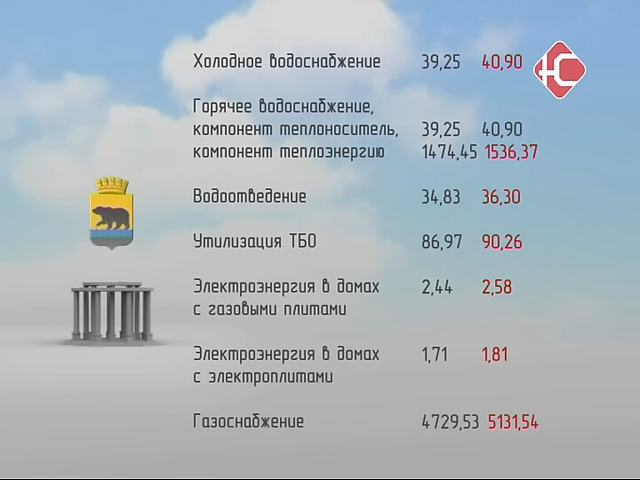 Холодное водоснабжение 39,25 40,90
Горячее водоснабжение,
компонент теплоноситель, 39,25 40,90
компонент теплоэнергию 1474,45 1536,37
Водоотведение 34,83 36,30
Утилизация ТБО 86,97 90,26
Электроэнергия в домах 2,44 2,58
с газовыми плитами
Электроэнергия в домах 1,71 1,81
с электроплитами
Газоснабжение 4729,53 5131,54